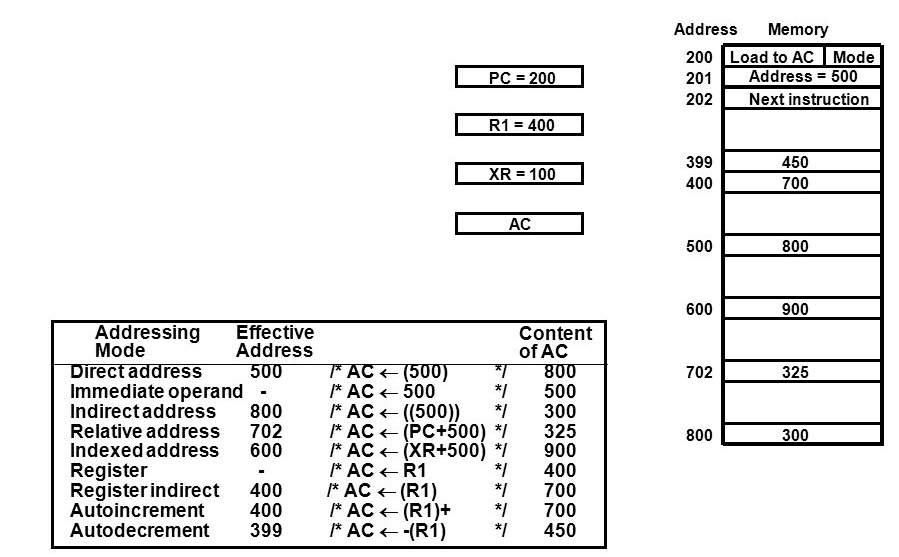 Address Memory
200 Load to AC Mode
PC = 200
201 Address = 500
202 Next instruction
R1 = 400
399 450
XR = 100
400 700
AC
500 800
600 900
702 325
800 300
Addressing Effective Content
Mode Address of AC
Direct address 500 /* AC ← (500) */ 800
Immediate operand - /* AC ← 500 */ 500
Indirect address 800 /* AC ← ((500)) */ 300
Relative address 702 /* AC ← (PC+500) */ 325
Indexed address 600 /* AC ← (XR+500) */ 900
Register - /* AC ← R1 */ 400
Register indirect 400 /* AC ← (R1) */ 700
Autoincrement 400 /* AC ← (R1)+ */ 700
Autodecrement 399 /* AC ← -(R1) */ 450